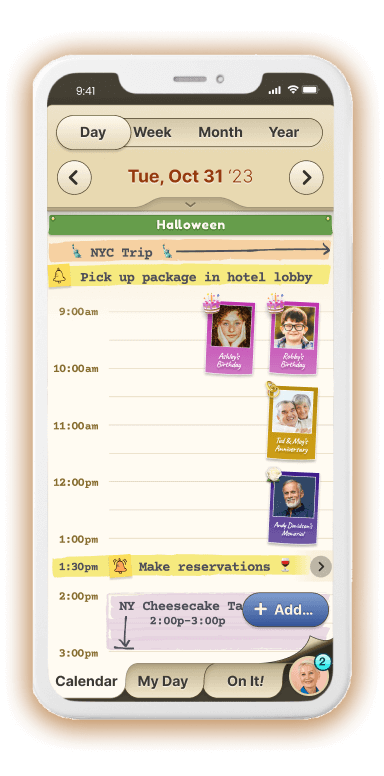 9:41
Day Week Month Year
Tue, Oct 31 '23
Halloween
NYC Trip
Pick up package in hotel lobby
9:00am
Ashley's
Birthday
Robby's
Birthday
10:00am
11:00am
Ted & Meg's
Anniversary
12:00pm
Andy Davidson's
Memorial
1:00pm
1:30pm Make reservations
2:00pm
NY Cheesecake Ta
2:00p-3:00p
+ Add...
3:00pm
2
Calendar My Day On It!